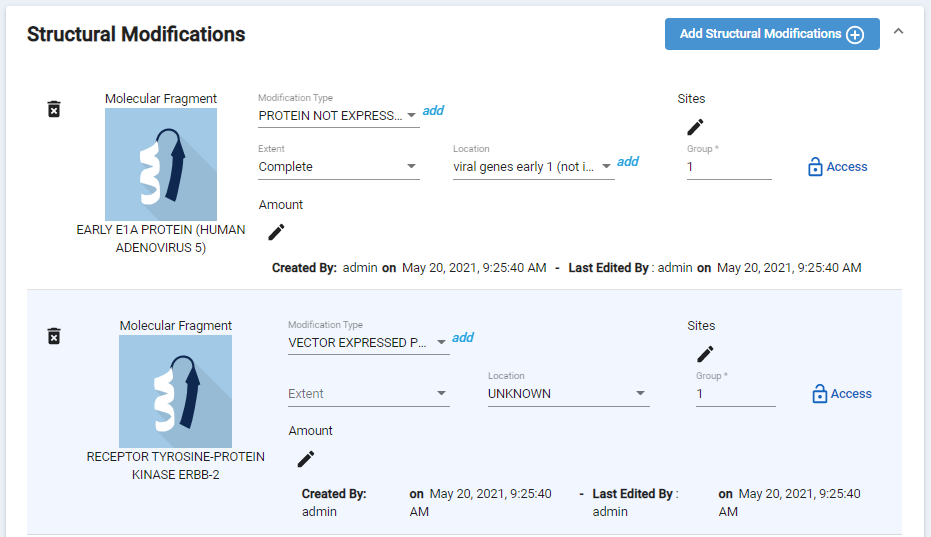 Structural Modifications
Add Structural Modifications
Molecular Fragment
Modification Type
PROTEIN NOT EXPRESS...
add
Sites
Extent
Complete
Location
viral genes early 1 (not i...
add
Group *
1
Access
Amount
EARLY E1A PROTEIN (HUMAN
ADENOVIRUS 5)
Created By: admin on May 20, 2021, 9:25:40 AM - Last Edited By : admin on May 20, 2021, 9:25:40 AM
Molecular Fragment
Modification Type
VECTOR EXPRESSED P...
add
Sites
Extent
Location
UNKNOWN
Group *
1
Access
Amount
RECEPTOR TYROSINE-PROTEIN
KINASE ERBB-2
Created By: on May 20, 2021, 9:25:40 - Last Edited By : on May 20, 2021, 9:25:40
admin AM admin AM